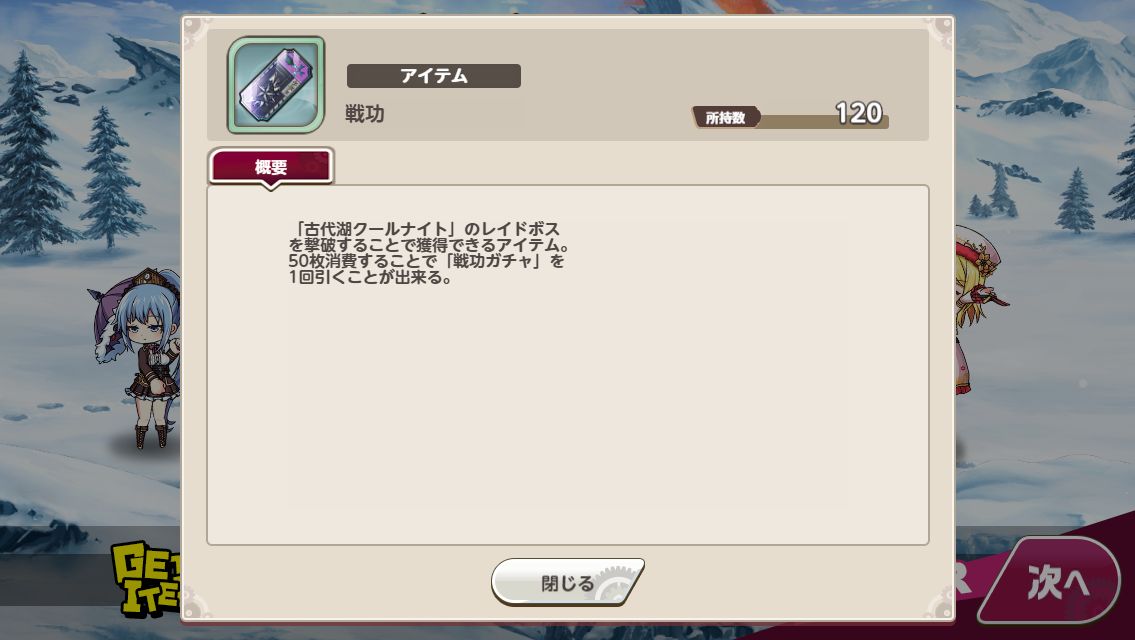 アイテム
戦功
所持数
120
概要
「古代湖クールナイト」のレイドボス
を撃破することで獲得できるアイテム。
50枚消費することで「戦功ガチャ」を
1回引くことが出来る。
GET
ITE
R
次へ
閉じる